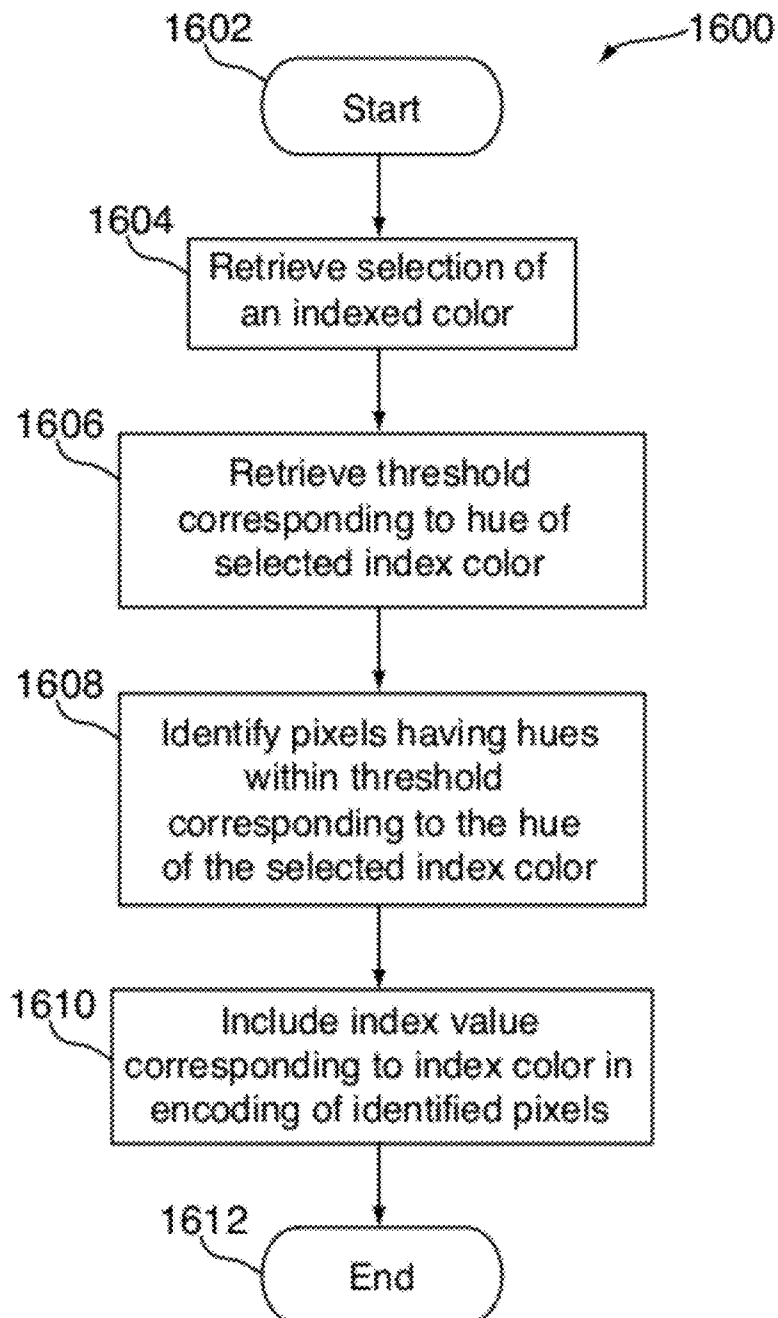 1602
1600
Start
1604
Retrieve selection of
an indexed color
1606
Retrieve threshold
corresponding to hue of
selected index color
1608
Identify pixels having hues
within threshold
corresponding to the hue
of the selected index color
1610
Include index value
corresponding to index color in
encoding of identified pixels
1612
End